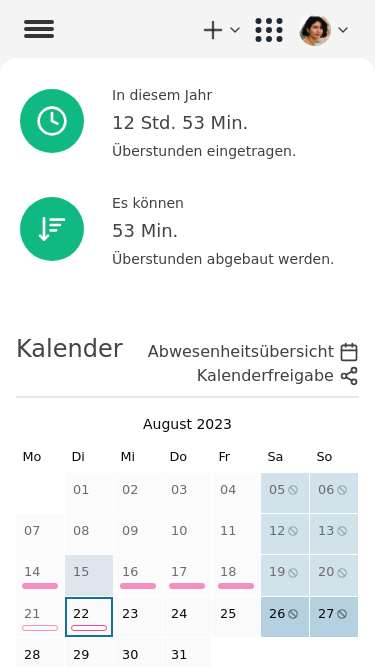 In diesem Jahr
12 Std. 53 Min.
Überstunden eingetragen.
Es können
53 Min.
Überstunden abgebaut werden.
Kalender
Abwesenheitsübersicht
Kalenderfreigabe
August 2023
Mo Di Mi Do Fr Sa So
01 02 03 04 05 06
07 08 09 10 11 12 13
14 15 16 17 18 19 20
21 22 23 24 25 26 27
28 29 30 31